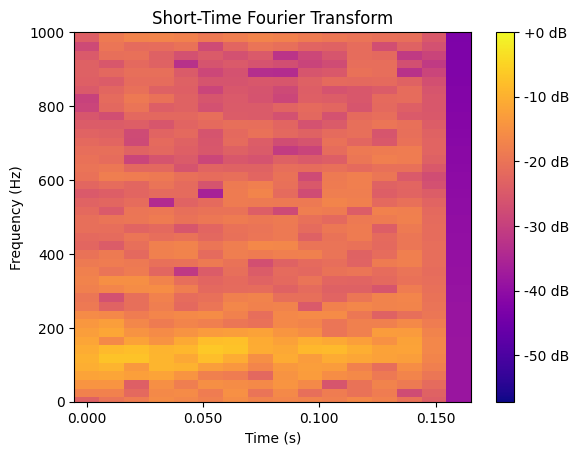 Short-Time Fourier Transform
1000
800
600
400
200
0
Frequency (Hz)
0.000
0.050
0.100
0.150
Time (s)
+0 dB
-10 dB
-20 dB
-30 dB
-40 dB
-50 dB